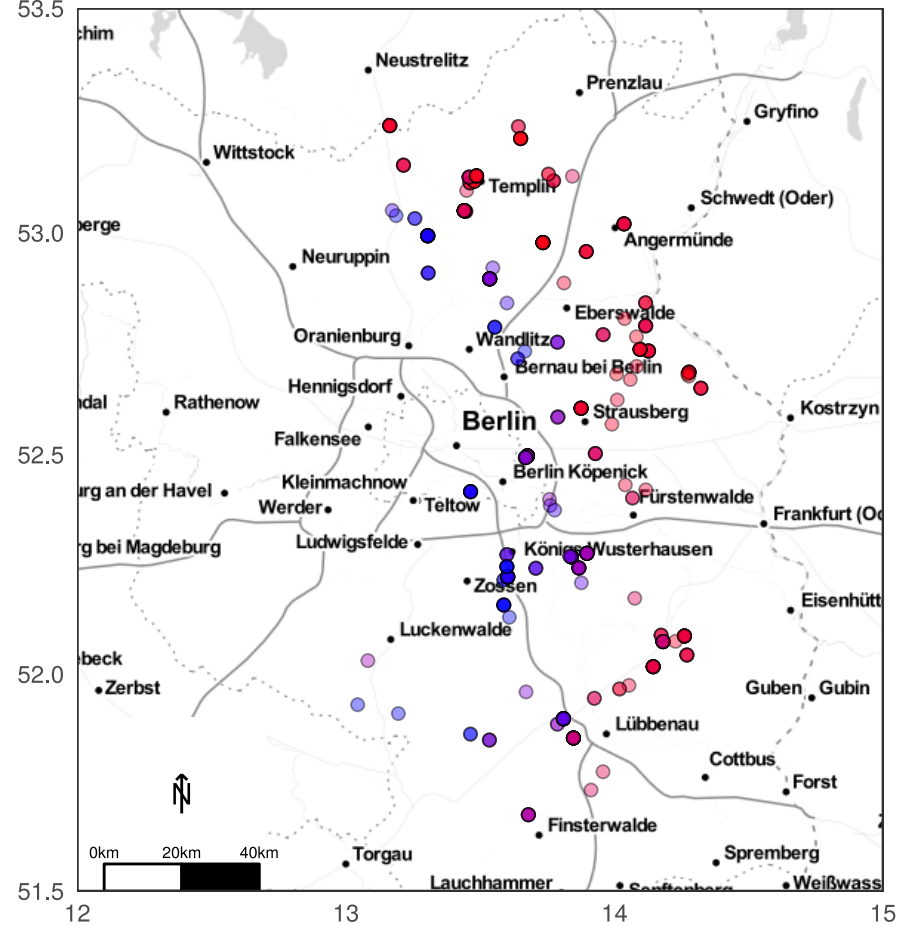 53.5
chim
Neustrelitz
Prenzlau
Gryfino
Wittstock
Templin
Schwedt (Oder)
53.0
berge
Angermünde
Neuruppin
Eberswalde
Oranienburg
Wandlitz
Bernau bei Berlin
Hennigsdorf
ndal
Rathenow
Kostrzyn
Berlin
Strausberg
Falkensee
52.5
Berlin Köpenick
Kleinmachnow
urg an der Havel
Fürstenwalde
Teltow
Werder
Frankfurt (Oc
Ludwigsfelde
Königs Wusterhausen
rg bei Magdeburg
Zossen
Eisenhütt
Luckenwalde
ebeck
52.0
Zerbst
Guben
Gubin
Lübbenau
Cottbus
Forst
N
Finsterwalde
0km 20km 40km
Torgau
Spremberg
Lauchhammer
Senftenberg
Weißwass
51.5
12 13 14 15